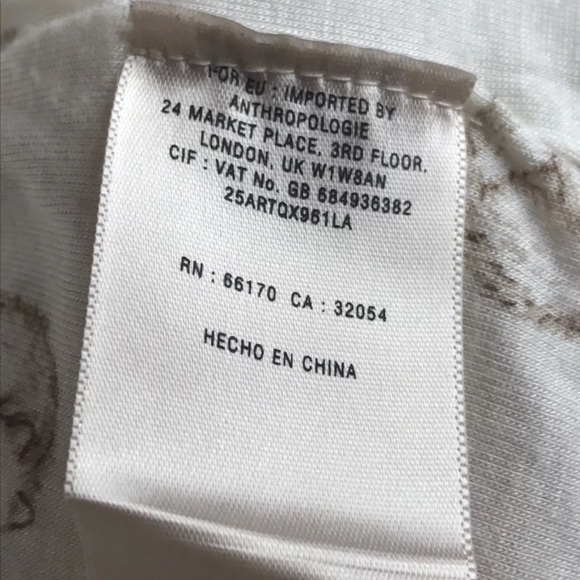 FOR EU : IMPORTED BY
ANTHROPOLOGIE
24 MARKET PLACE, 3RD FLOOR,
LONDON, UK W1W8AN
CIF : VAT No. GB 684936382
25ARTQX961LA
RN : 66170 CA : 32054
HECHO EN CHINA